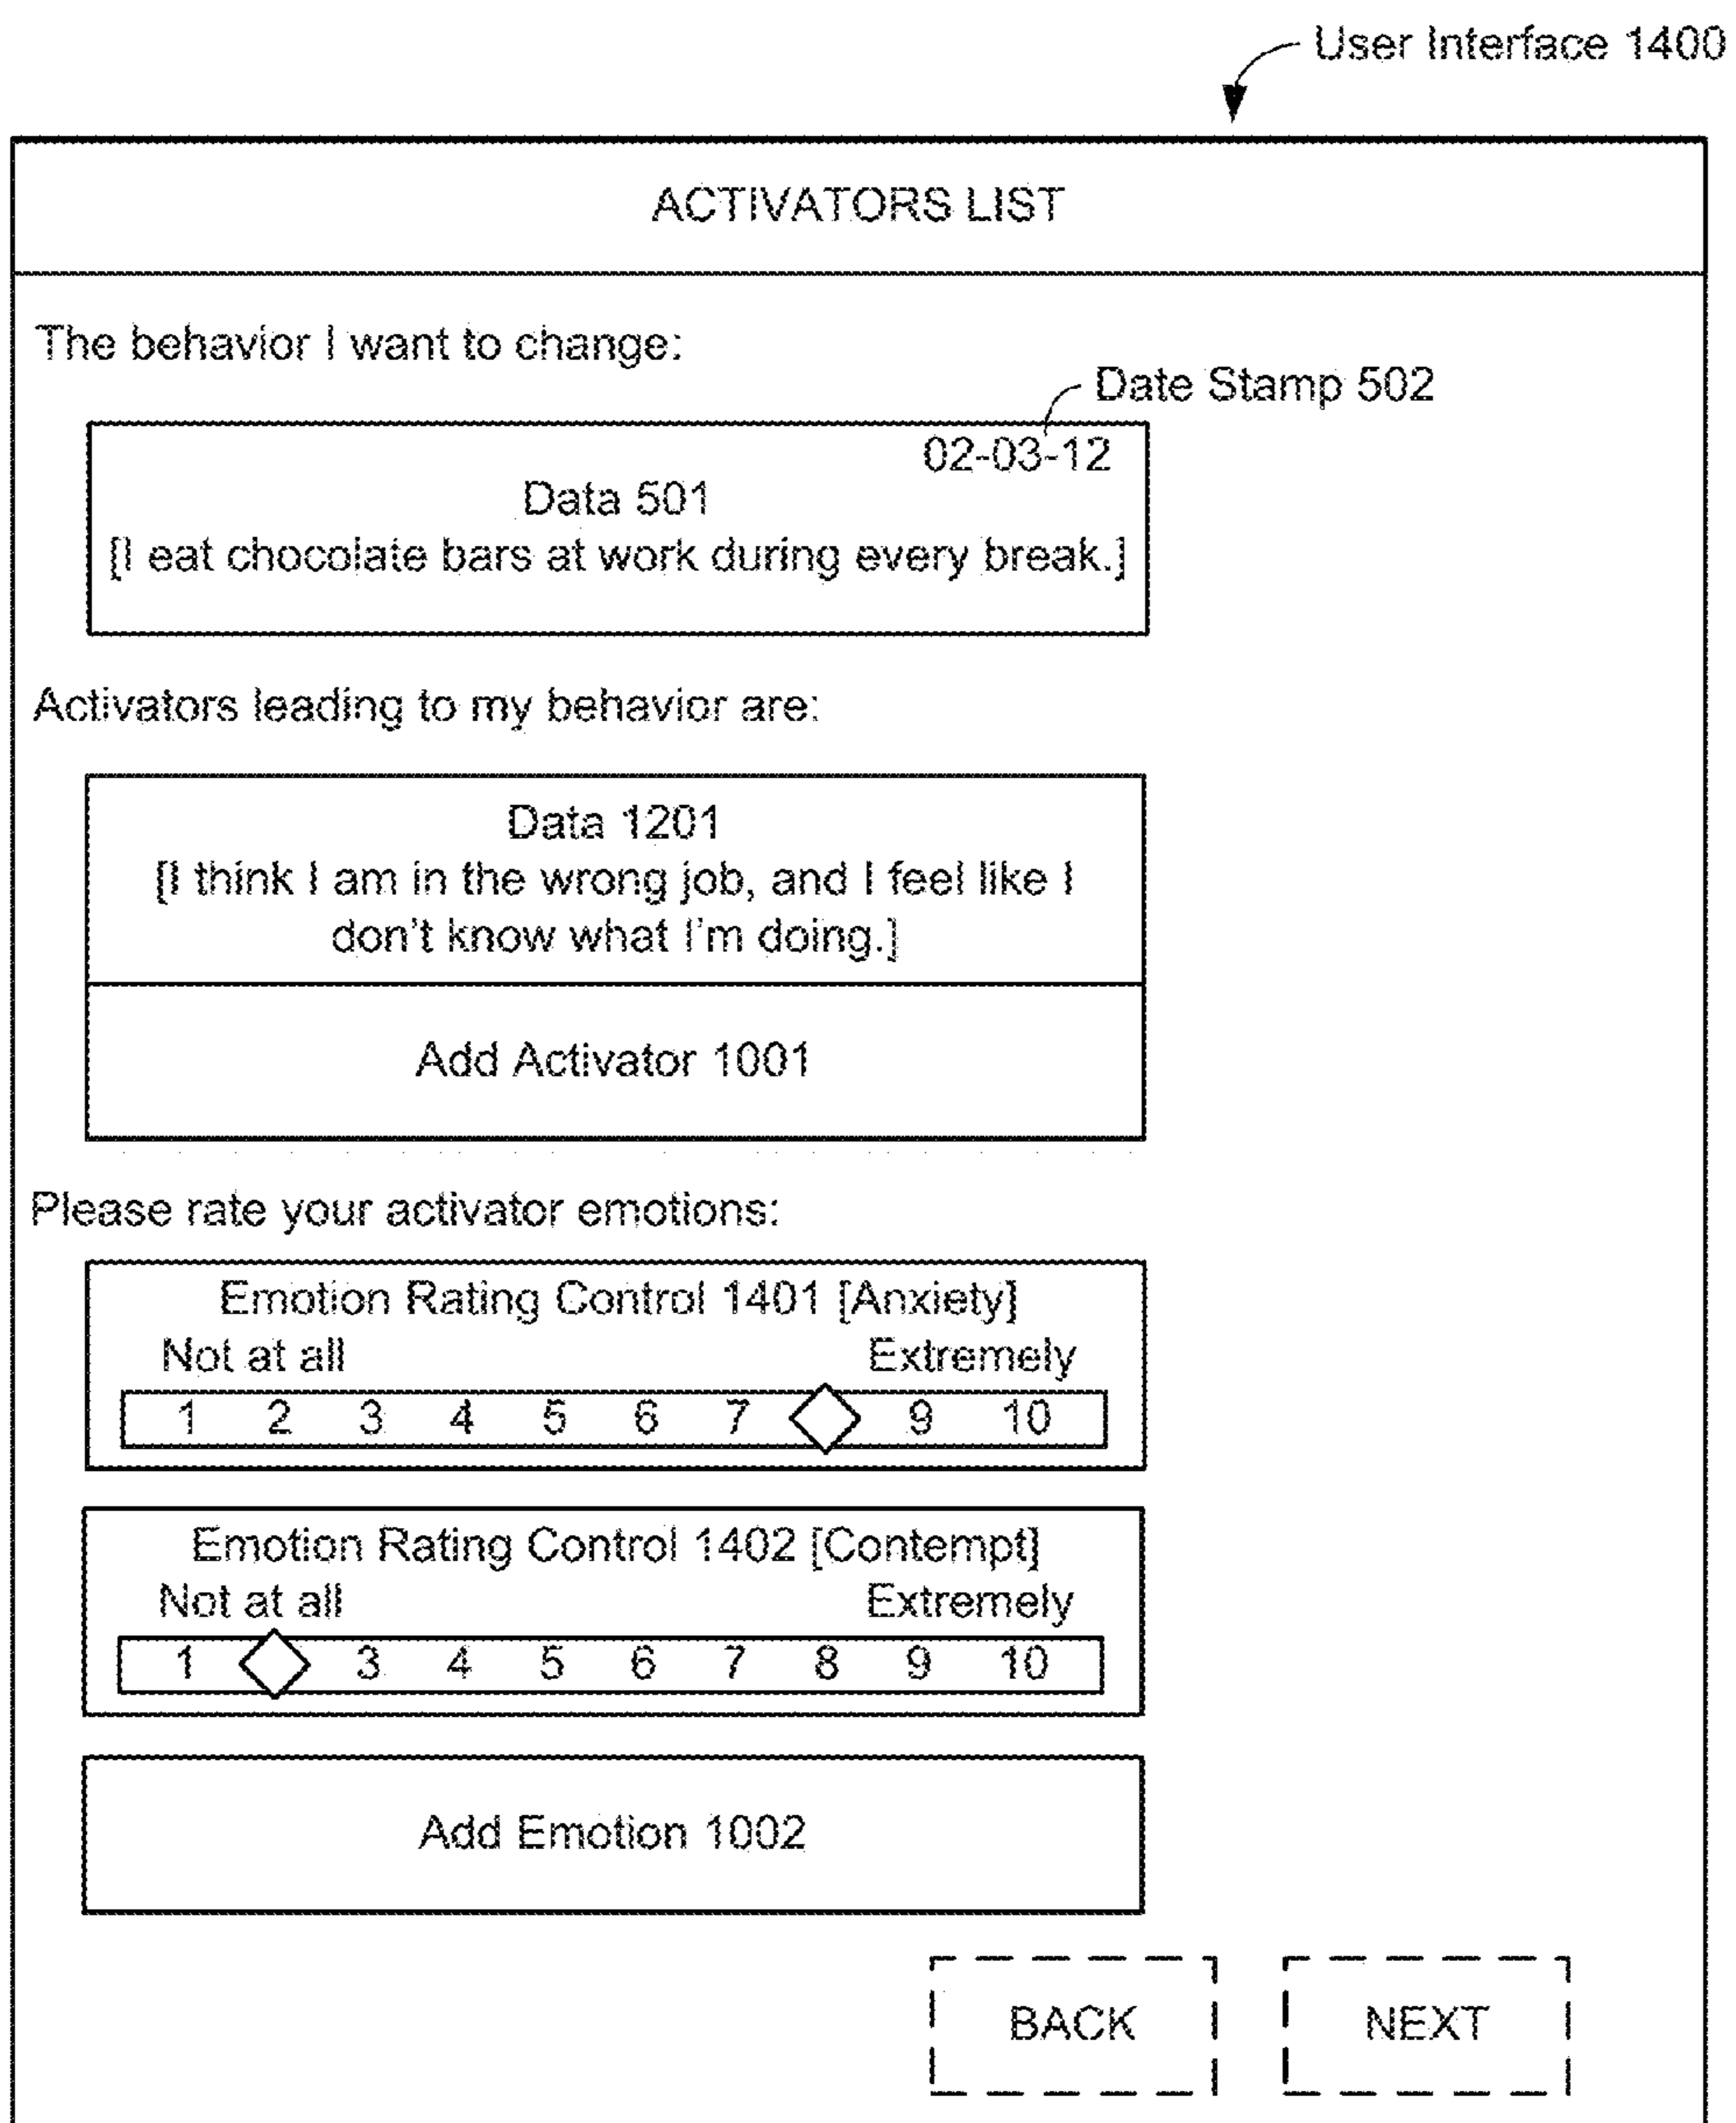 User Interface 1400
ACTIVATORS LIST
The behavior I want to change:
Date Stamp 502
02-03-12
Data 501
[I eat chocolate bars at work during every break.]
Activators leading to my behavior are:
Data 1201
[I think I am in the wrong job, and I feel like I
don't know what I'm doing.]
Add Activator 1001
Please rate your activator emotions:
Emotion Rating Control 1401 [Anxiety]
Not at all Extremely
1 2 3 4 5 6 7 9 10
Emotion Rating Control 1402 [Contempt]
Not at all Extremely
1 3 4 5 6 7 8 9 10
Add Emotion 1002
BACK NEXT